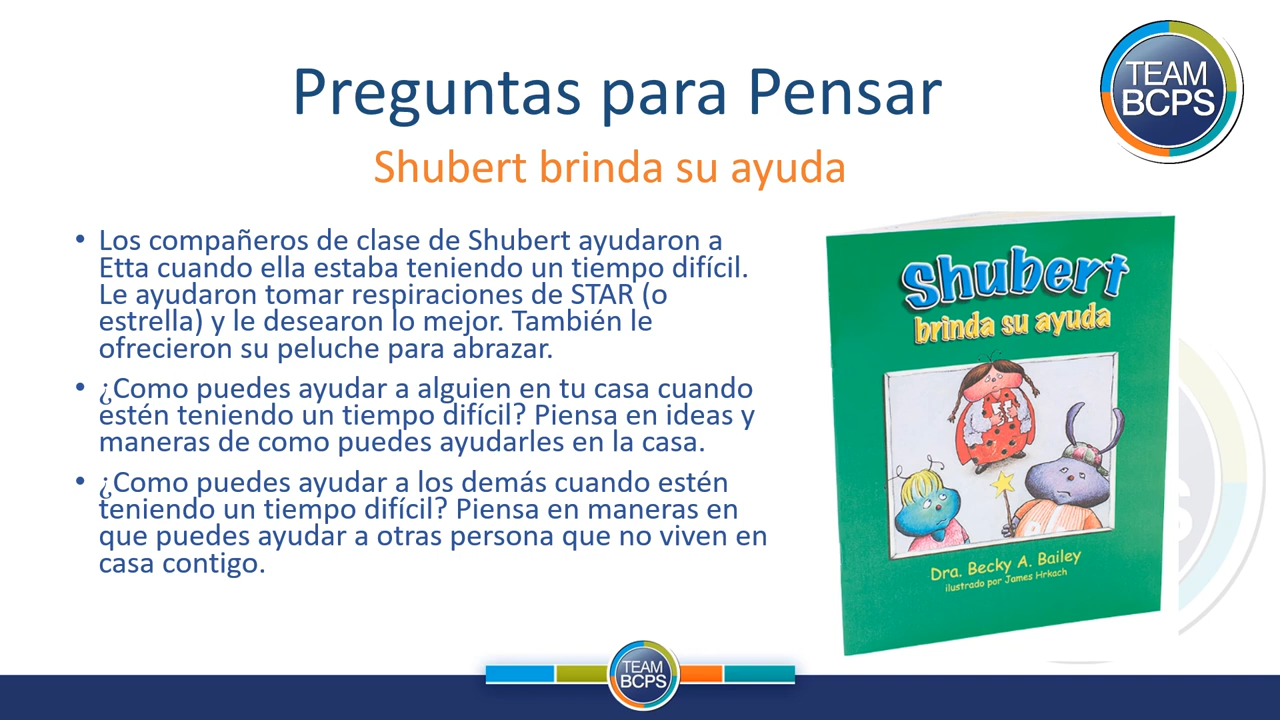 Preguntas para Pensar
TEAM
BCPS
Shubert brinda su ayuda
• Los compañeros de clase de Shubert ayudaron a
Etta cuando ella estaba teniendo un tiempo difícil.
Le ayudaron tomar respiraciones de STAR (o
estrella) y le desearon lo mejor. También le
ofrecieron su peluche para abrazar.
• ¿Como puedes ayudar a alguien en tu casa cuando
estén teniendo un tiempo difícil? Piensa en ideas y
maneras de como puedes ayudarles en la casa.
• ¿Como puedes ayudar a los demás cuando estén
teniendo un tiempo difícil? Piensa en maneras en
que puedes ayudar a otras persona que no viven en
casa contigo.
Shubert
brinda su ayuda
Dra. Becky A. Bailey
ilustrado por James Hrkach
TEAM
BCPS